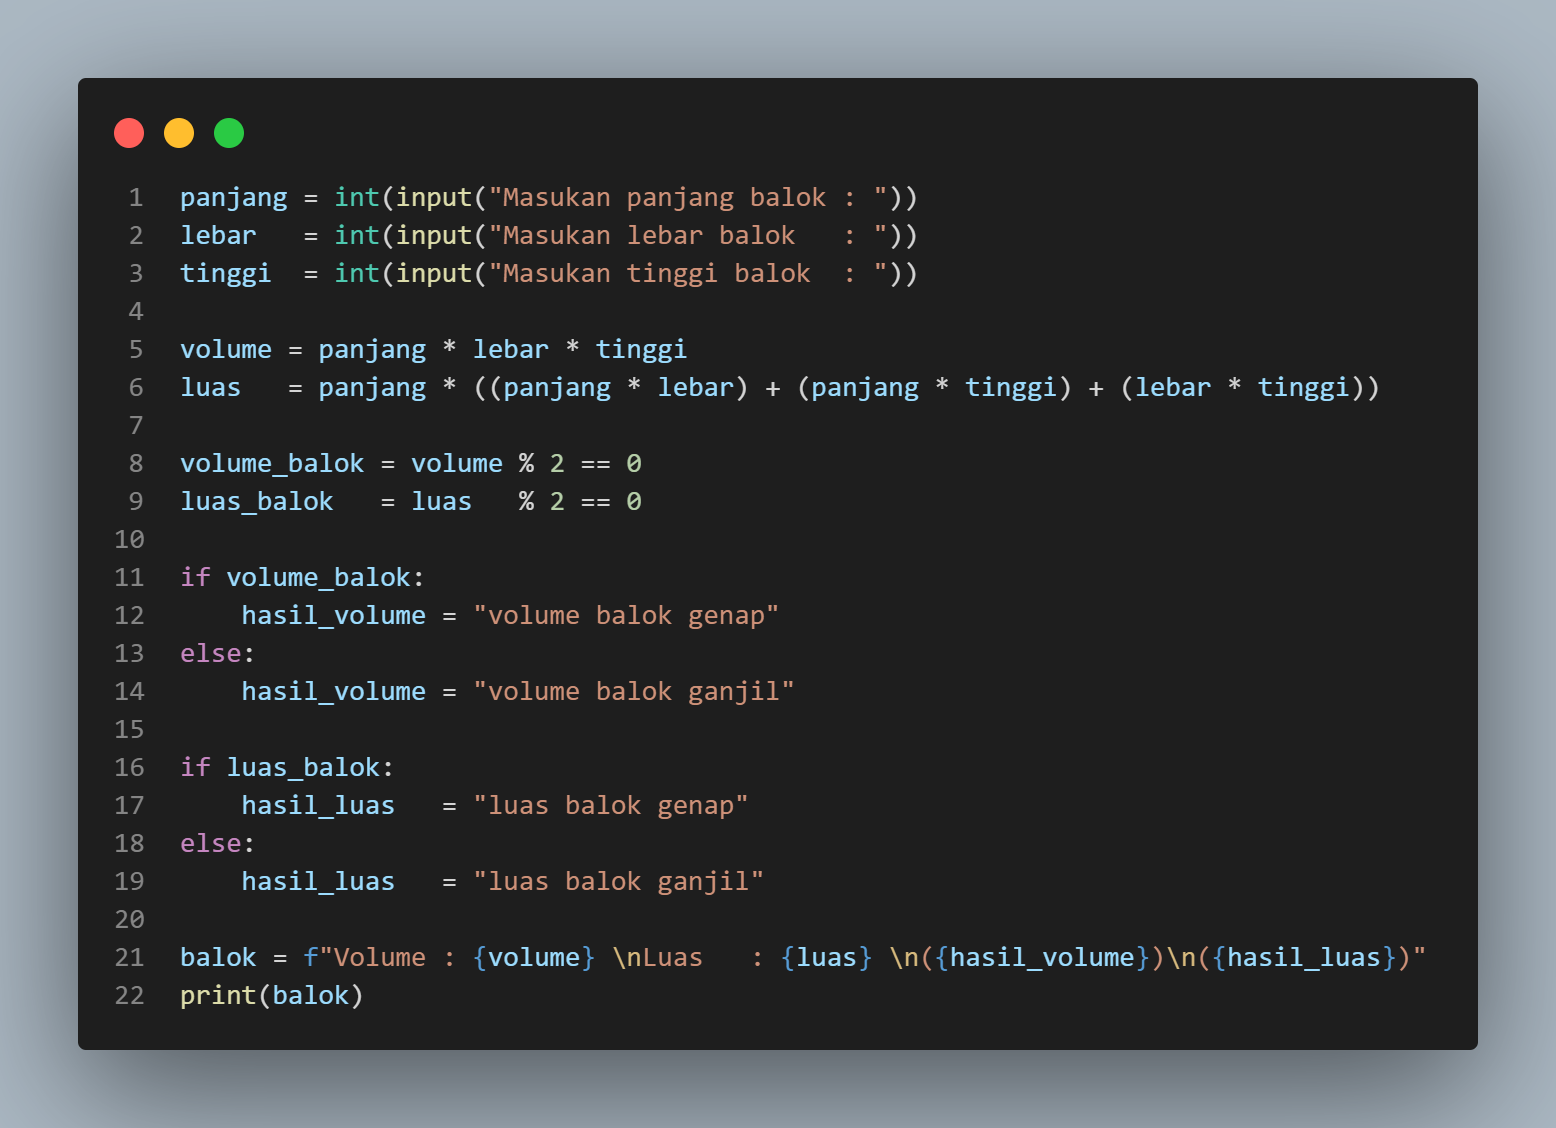 1 panjang = int(input("Masukan panjang balok : "))
2 lebar   = int(input("Masukan lebar balok   : "))
3 tinggi  = int(input("Masukan tinggi balok  : "))
4
5 volume = panjang * lebar * tinggi
6 luas   = panjang * ((panjang * lebar) + (panjang * tinggi) + (lebar * tinggi))
7
8 volume_balok = volume % 2 == 0
9 luas_balok   = luas   % 2 == 0
10
11 if volume_balok:
12     hasil_volume = "volume balok genap"
13 else:
14     hasil_volume = "volume balok ganjil"
15
16 if luas_balok:
17     hasil_luas   = "luas balok genap"
18 else:
19     hasil_luas   = "luas balok ganjil"
20
21 balok = f"Volume : {volume} \nLuas   : {luas} \n({hasil_volume})\n({hasil_luas})"
22 print(balok)